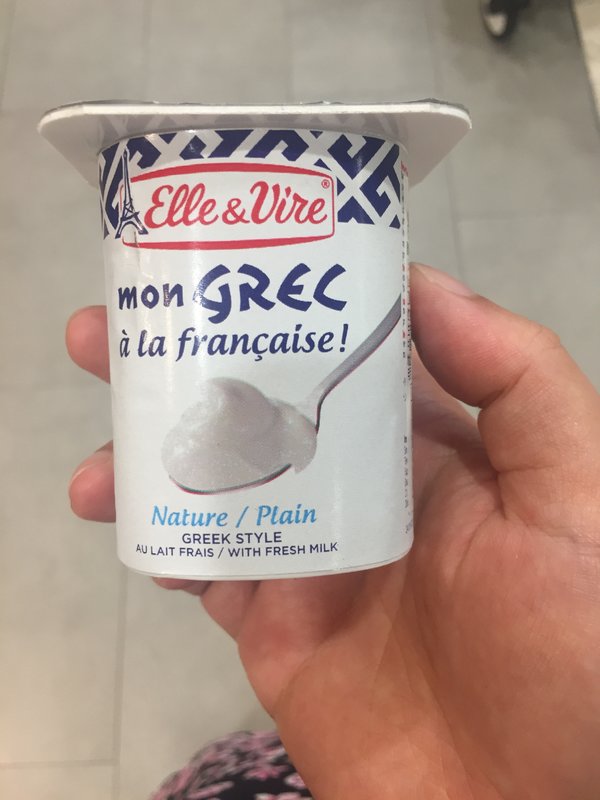 Elle & Vire®
mon GREC
à la française!
Nature / Plain
GREEK STYLE
AU LAIT FRAIS / WITH FRESH MILK